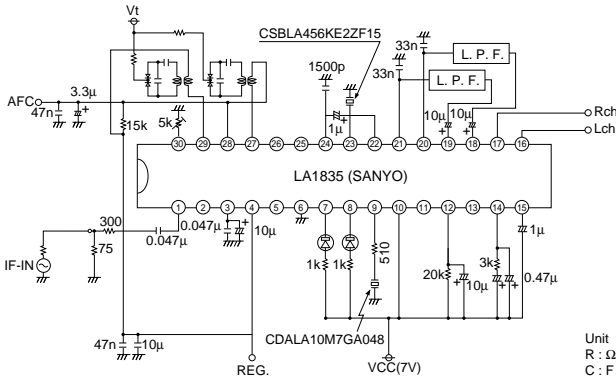 Vt
CSBLA456KE2ZF15
33n
33n
1500p
L. P. F.
L. P. F.
AFC
3.3μ
47n
15k
5k
1μ
10μ
10μ
Rch
Lch
30 29 28 27 26 25 24 23 22 21 20 19 18 17 16
LA1835 (SANYO)
1 2 3 4 5 6 7 8 9 10 11 12 13 14 15
300
0.047μ
0.047μ
10μ
75
IF-IN
1k
1k
510
20k
10μ
3k
0.47μ
1μ
CDALA10M7GA048
47n
10μ
REG.
VCC(7V)
Unit
R : Ω
C : F